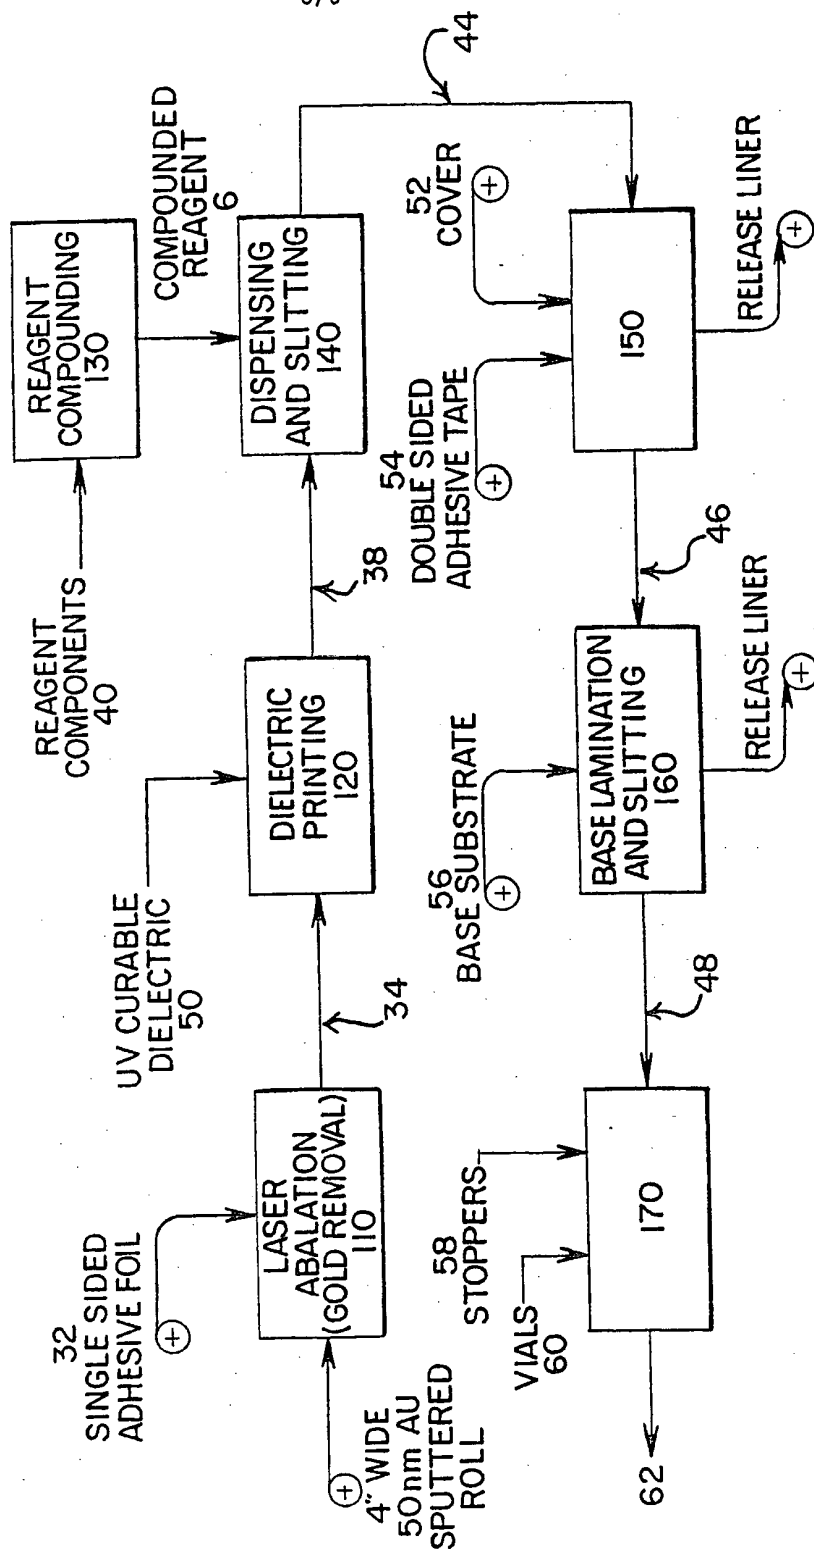 32
SINGLE SIDED
ADHESIVE FOIL
4" WIDE
50nm AU
SPUTTERED
ROLL
LASER
ABALATION
(GOLD REMOVAL)
110
34
UV CURABLE
DIELECTRIC
50
DIELECTRIC
PRINTING
120
38
REAGENT
COMPONENTS
40
REAGENT
COMPOUNDING
130
COMPOUNDED
REAGENT
6
DISPENSING
AND SLITTING
140
44
52
COVER
54
DOUBLE SIDED
ADHESIVE TAPE
150
RELEASE LINER
46
56
BASE SUBSTRATE
BASE LAMINATION
AND SLITTING
160
RELEASE LINER
48
58
STOPPERS
VIALS
60
170
62